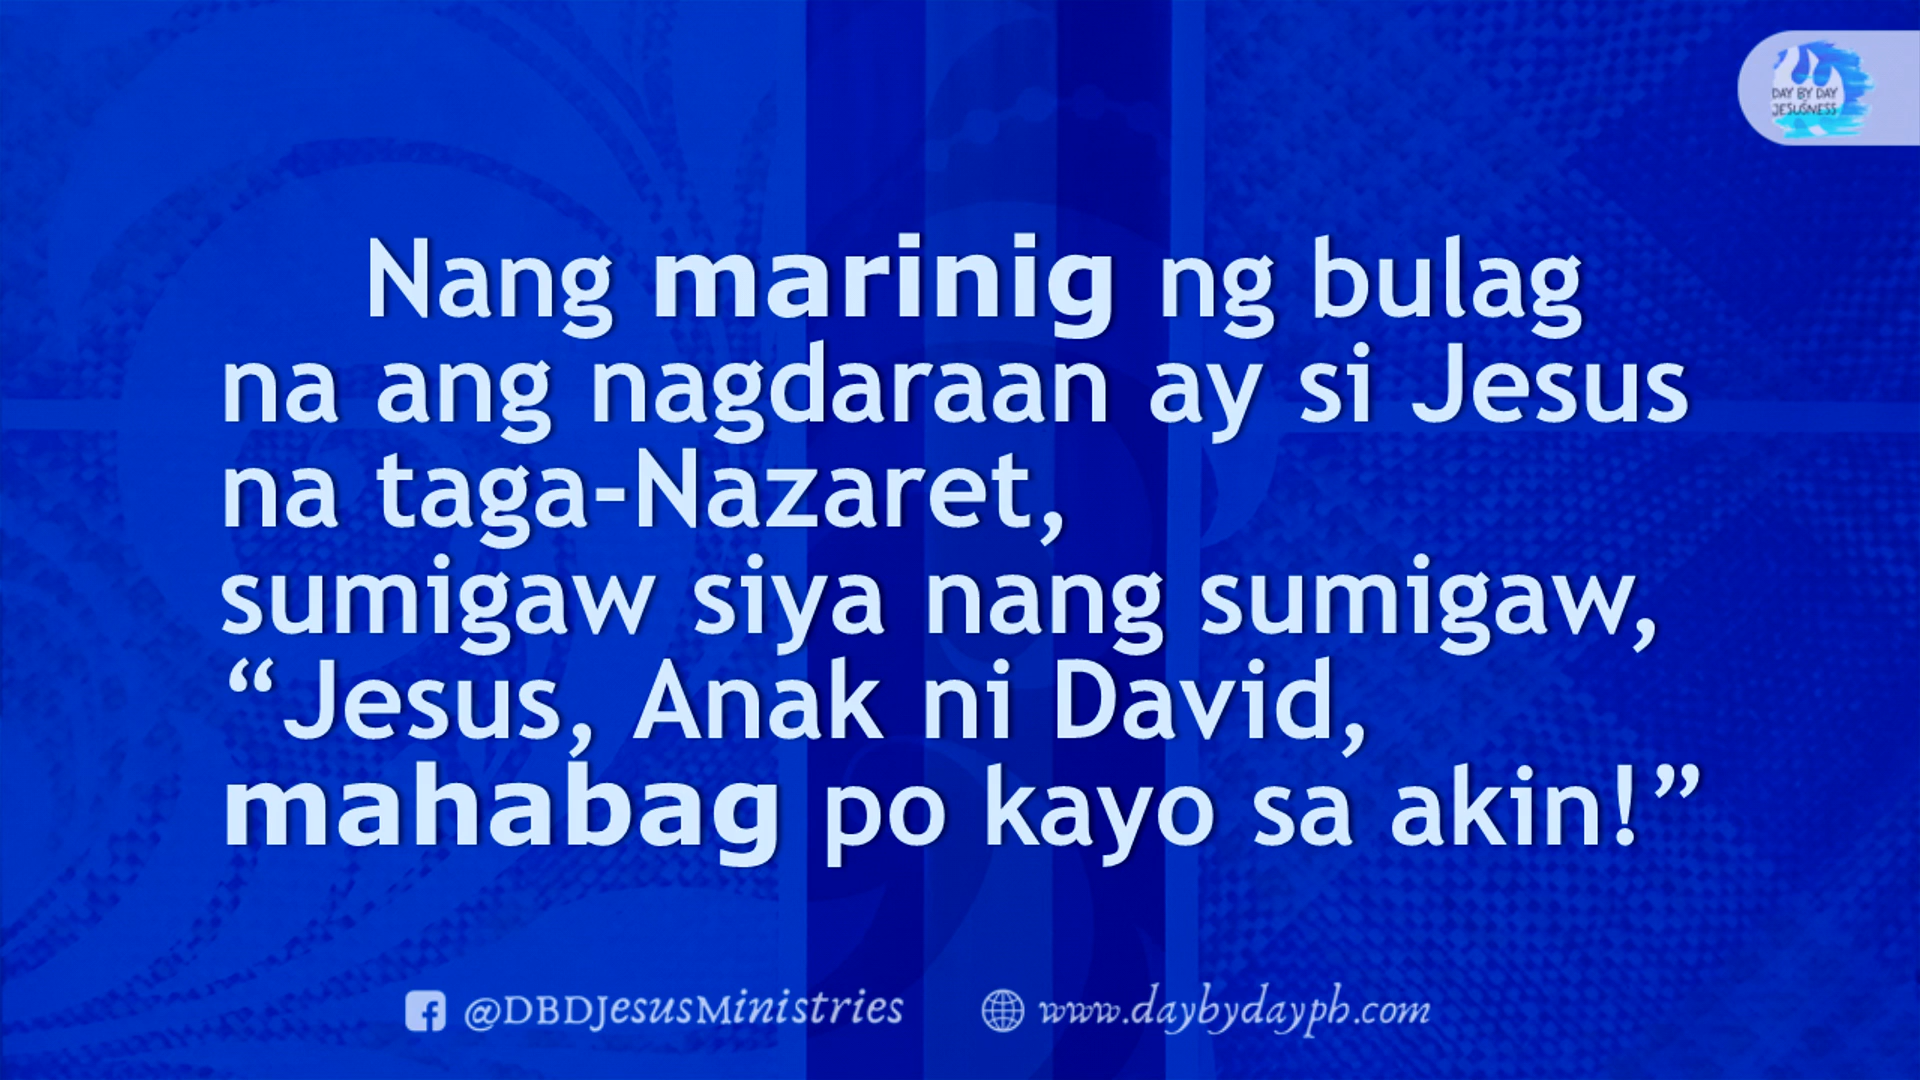 DAY BY DAY
JESUSNESS
Nang marinig ng bulag
na ang nagdaraan ay si Jesus
na taga-Nazaret,
sumigaw siya nang sumigaw,
“Jesus, Anak ni David,
mahabag po kayo sa akin!”
@DBDJesusMinistries
www.daybydayph.com